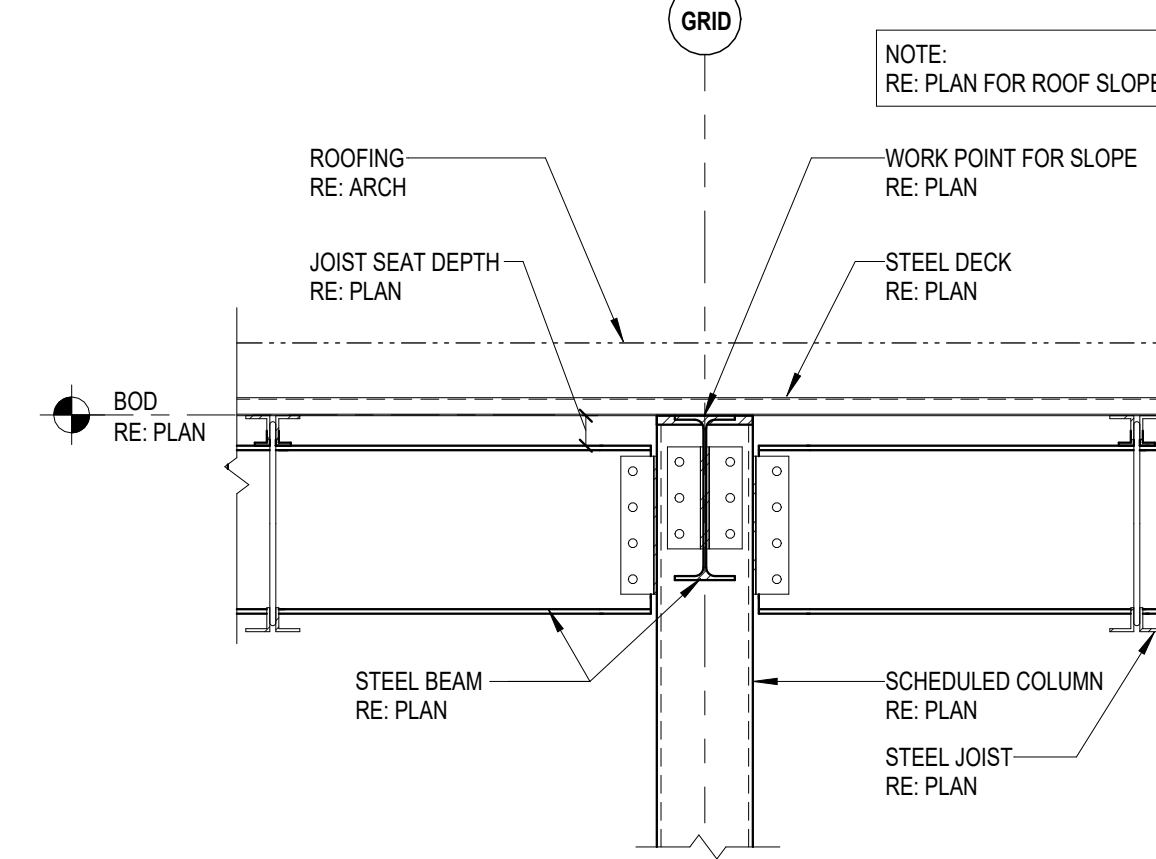 GRID
NOTE:
RE: PLAN FOR ROOF SLOPE
ROOFING
RE: ARCH
WORK POINT FOR SLOPE
RE: PLAN
JOIST SEAT DEPTH
RE: PLAN
STEEL DECK
RE: PLAN
BOD
RE: PLAN
STEEL BEAM
RE: PLAN
SCHEDULED COLUMN
RE: PLAN
STEEL JOIST
RE: PLAN